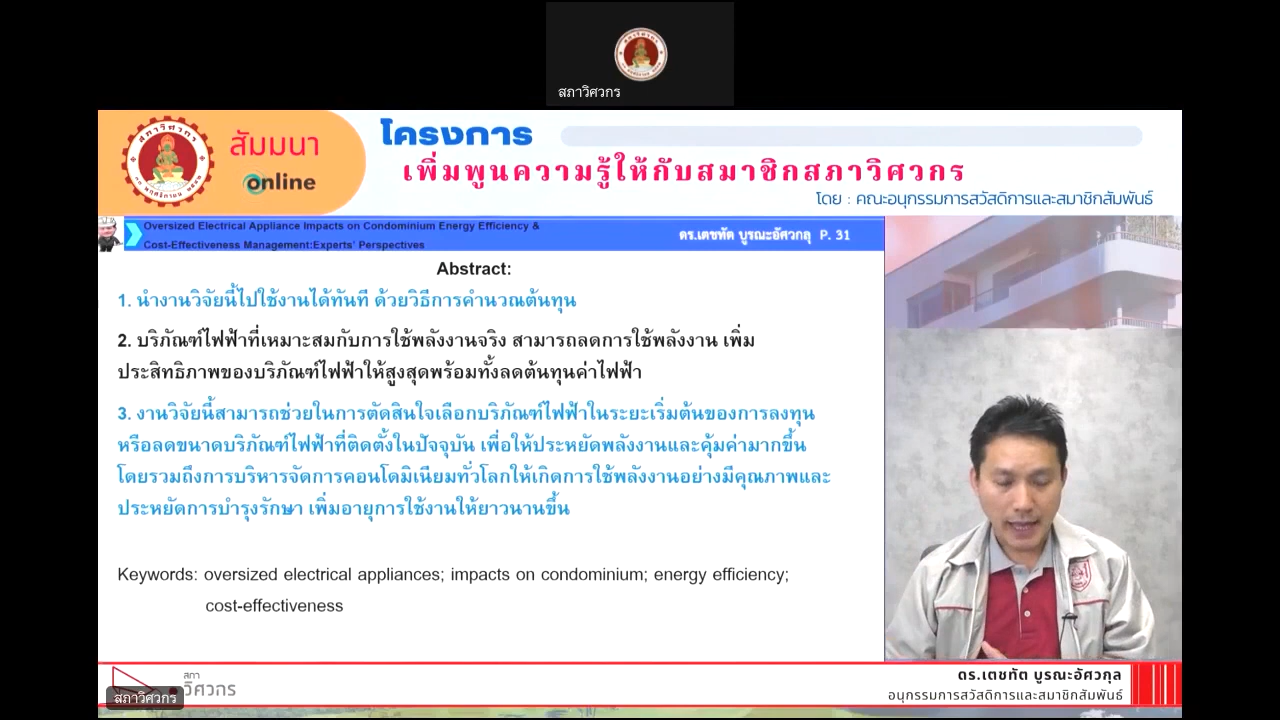 สภาวิศวกร
สภาวิศวกร
สัมมนา
online
โครงการ
เพิ่มพูนความรู้ให้กับสมาชิกสภาวิศวกร
โดย : คณะอนุกรรมการสวัสดิการและสมาชิกสัมพันธ์
Oversized Electrical Appliance Impacts on Condominium Energy Efficiency &
Cost-Effectiveness Management:Experts' Perspectives
ดร.เตชทัต บูรณะอัศวกลุ P. 31
Abstract:
1. นำงานวิจัยนี้ไปใช้งานได้ทันที ด้วยวิธีการคำนวณต้นทุน
2. บริภัณฑ์ไฟฟ้าที่เหมาะสมกับการใช้พลังงานจริง สามารถลดการใช้พลังงาน เพิ่ม
ประสิทธิภาพของบริภัณฑ์ไฟฟ้าให้สูงสุดพร้อมทั้งลดต้นทุนค่าไฟฟ้า
3. งานวิจัยนี้สามารถช่วยในการตัดสินใจเลือกบริภัณฑ์ไฟฟ้าในระยะเริ่มต้นของการลงทุน
หรือลดขนาดบริภัณฑ์ไฟฟ้าที่ติดตั้งในปัจจุบัน เพื่อให้ประหยัดพลังงานและคุ้มค่ามากขึ้น
โดยรวมถึงการบริหารจัดการคอนโดมิเนียมทั่วโลกให้เกิดการใช้พลังงานอย่างมีคุณภาพและ
ประหยัดการบำรุงรักษา เพิ่มอายุการใช้งานให้ยาวนานขึ้น
Keywords: oversized electrical appliances; impacts on condominium; energy efficiency;
cost-effectiveness
สภา
วิศวกร
สภาวิศวกร
ดร.เตชทัต บูรณะอัศวกุล
อนุกรรมการสวัสดิการและสมาชิกสัมพันธ์